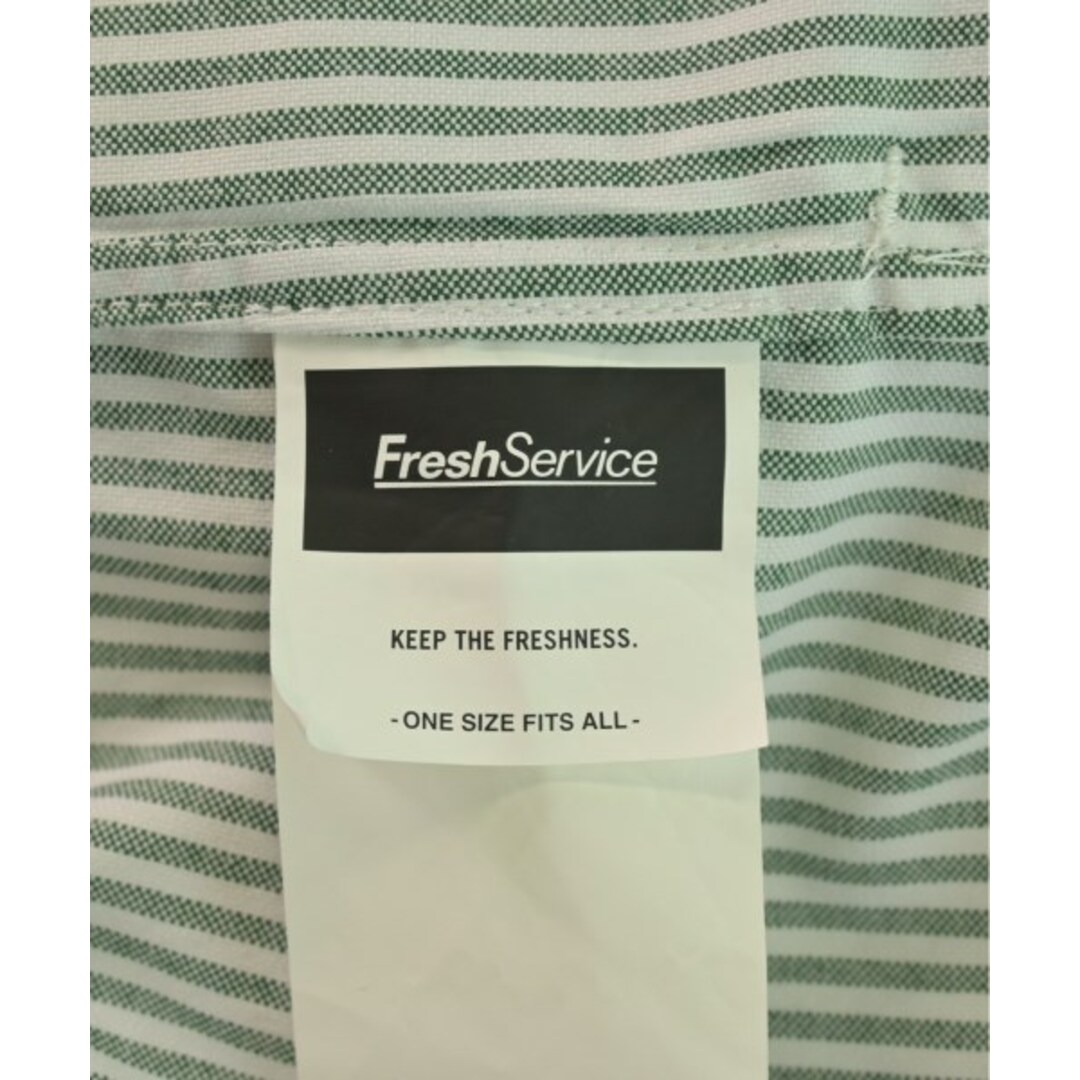 FreshService
KEEP THE FRESHNESS.
- ONE SIZE FITS ALL -